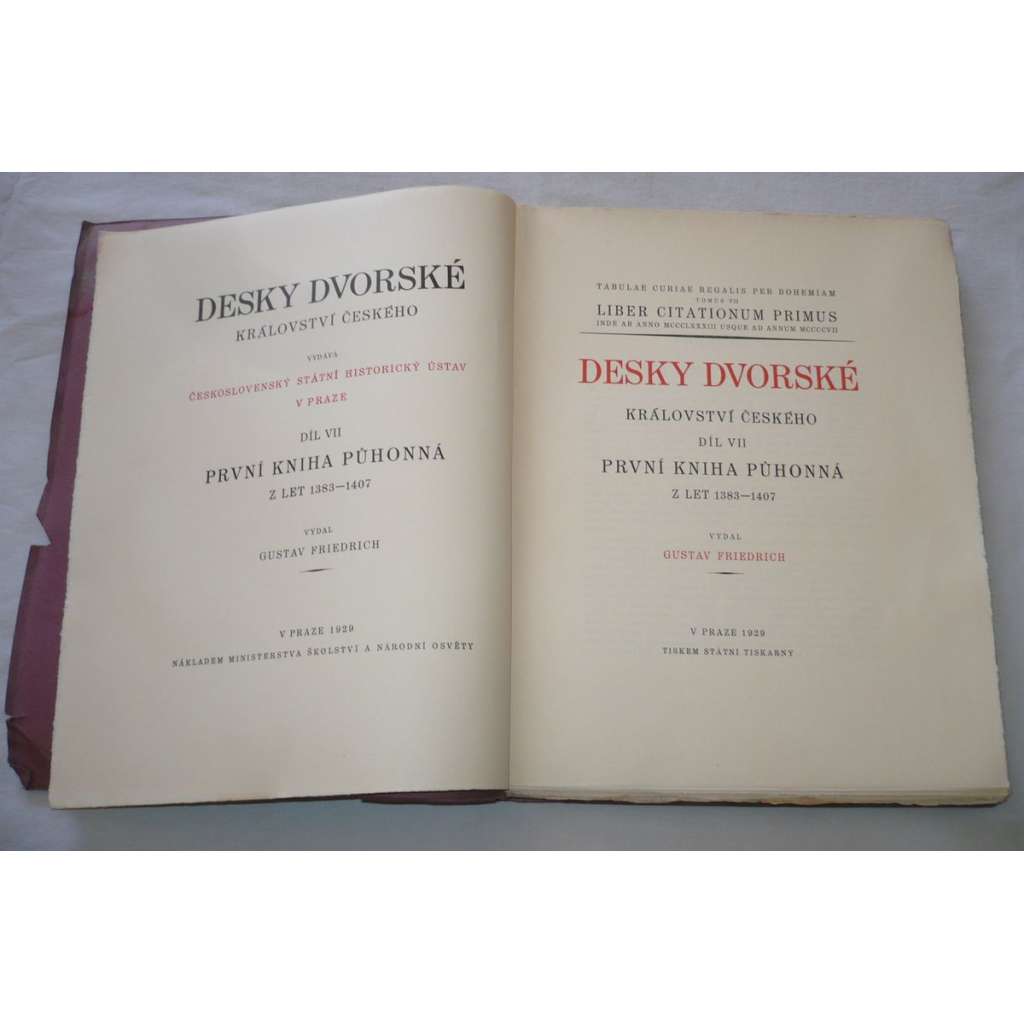 DESKY DVORSKÉ
KRÁLOVSTVÍ ČESKÉHO
VYDÁVÁ
ČESKOSLOVENSKÝ STÁTNÍ HISTORICKÝ ÚSTAV
V PRAZE
DÍL VII
PRVNÍ KNIHA PŮHONNÁ
Z LET 1383—1407
VYDAL
GUSTAV FRIEDRICH
V PRAZE 1929
NÁKLADEM MINISTERSTVA ŠKOLSTVÍ A NÁRODNÍ OSVĚTY
TABULAE CURIAE REGALIS PER BOHEMIAM
TOMUS VII
LIBER CITATIONUM PRIMUS
INDE AB ANNO MCCCLXXXIII USQUE AD ANNUM MCCCCVII
DESKY DVORSKÉ
KRÁLOVSTVÍ ČESKÉHO
DÍL VII
PRVNÍ KNIHA PŮHONNÁ
Z LET 1383—1407
VYDAL
GUSTAV FRIEDRICH
V PRAZE 1929
TISKEM STÁTNÍ TISKÁRNY